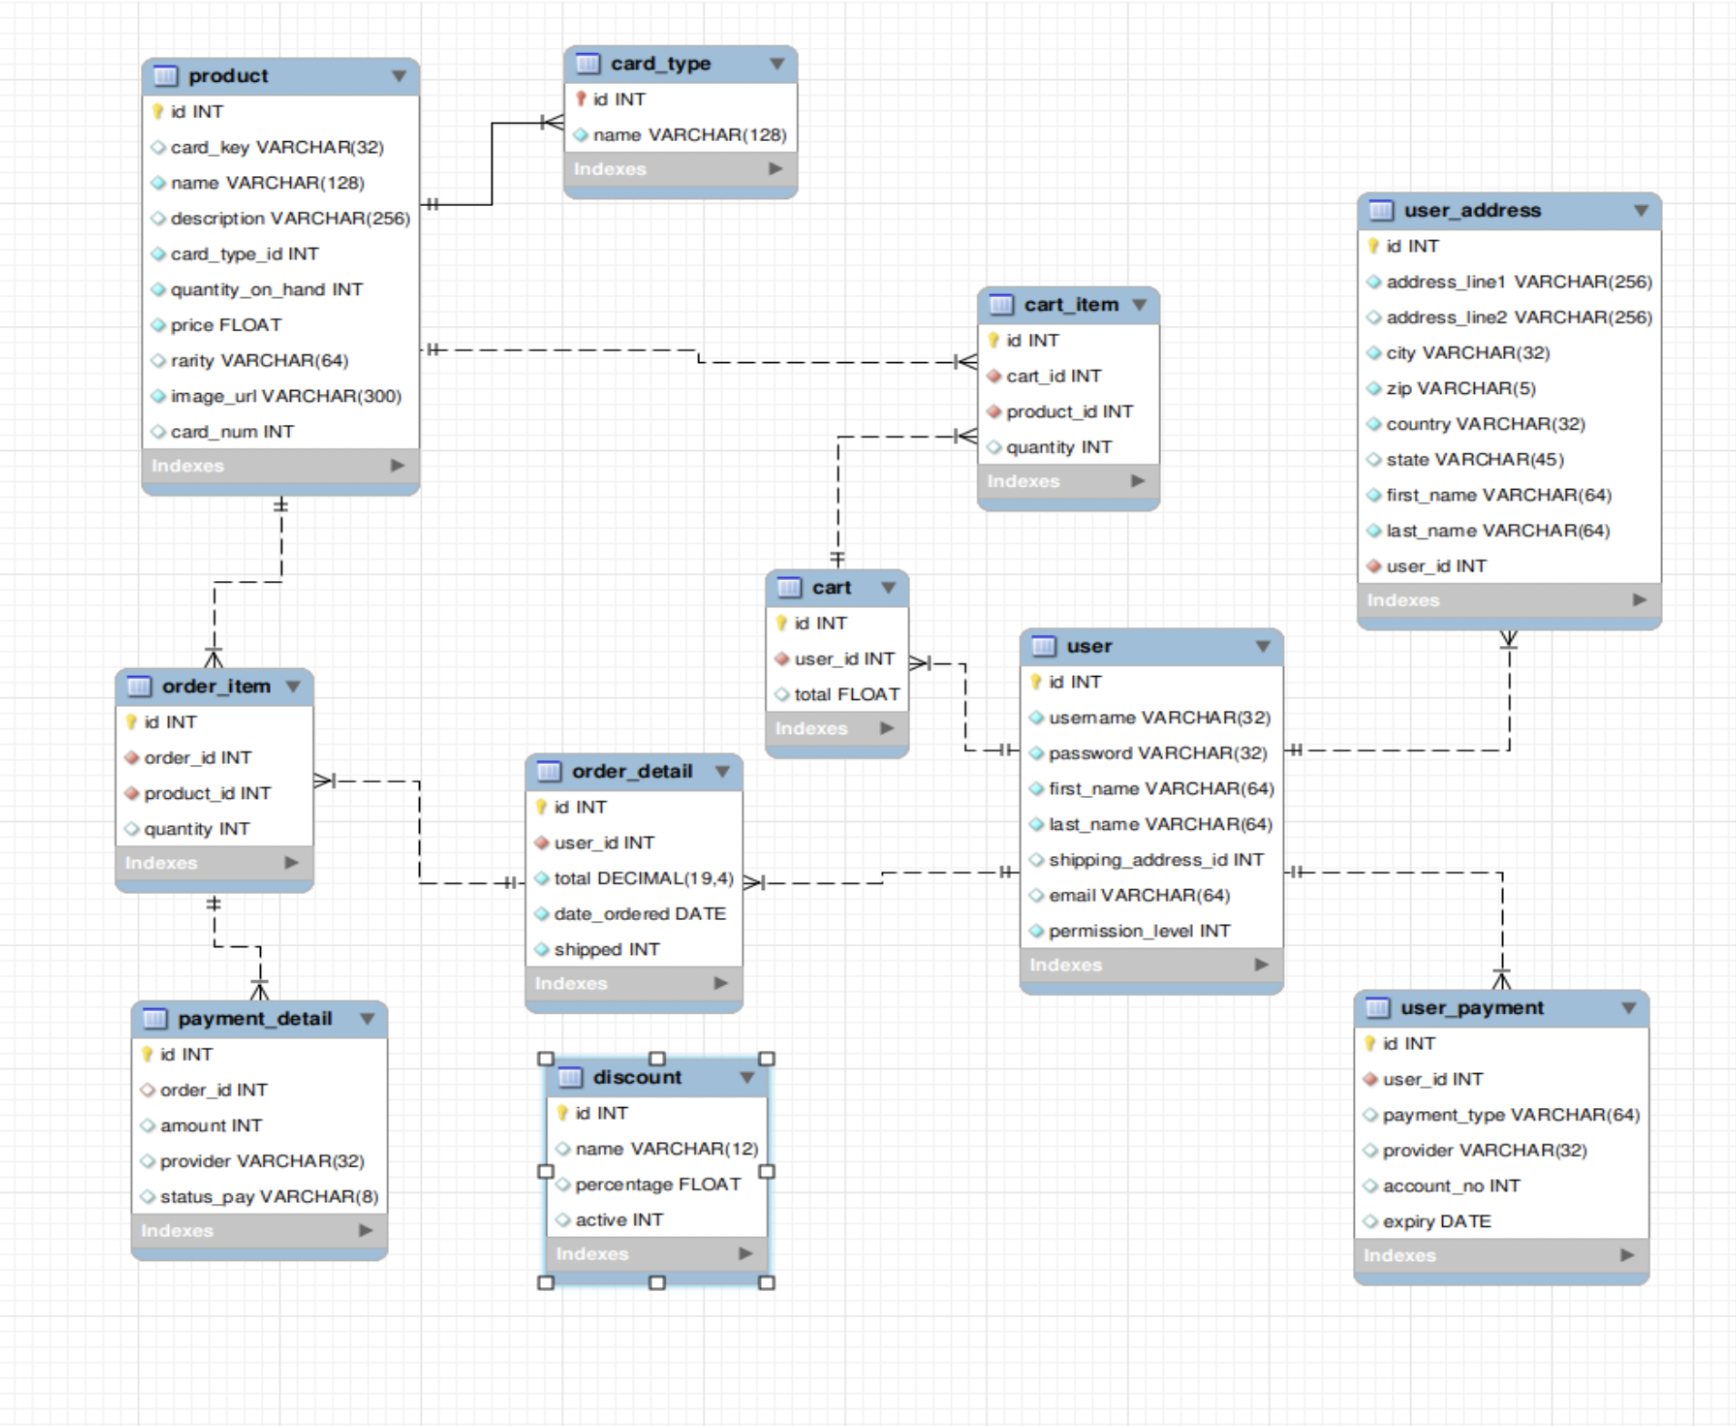 product
id INT
card_key VARCHAR(32)
name VARCHAR(128)
description VARCHAR(256)
card_type_id INT
quantity_on_hand INT
price FLOAT
rarity VARCHAR(64)
image_url VARCHAR(300)
card_num INT
Indexes
card_type
id INT
name VARCHAR(128)
Indexes
cart_item
id INT
cart_id INT
product_id INT
quantity INT
Indexes
user_address
id INT
address_line1 VARCHAR(256)
address_line2 VARCHAR(256)
city VARCHAR(32)
zip VARCHAR(5)
country VARCHAR(32)
state VARCHAR(45)
first_name VARCHAR(64)
last_name VARCHAR(64)
user_id INT
Indexes
cart
id INT
user_id INT
total FLOAT
Indexes
user
id INT
username VARCHAR(32)
password VARCHAR(32)
first_name VARCHAR(64)
last_name VARCHAR(64)
shipping_address_id INT
email VARCHAR(64)
permission_level INT
Indexes
order_item
id INT
order_id INT
product_id INT
quantity INT
Indexes
order_detail
id INT
user_id INT
total DECIMAL(19,4)
date_ordered DATE
shipped INT
Indexes
payment_detail
id INT
order_id INT
amount INT
provider VARCHAR(32)
status_pay VARCHAR(8)
Indexes
discount
id INT
name VARCHAR(12)
percentage FLOAT
active INT
Indexes
user_payment
id INT
user_id INT
payment_type VARCHAR(64)
provider VARCHAR(32)
account_no INT
expiry DATE
Indexes